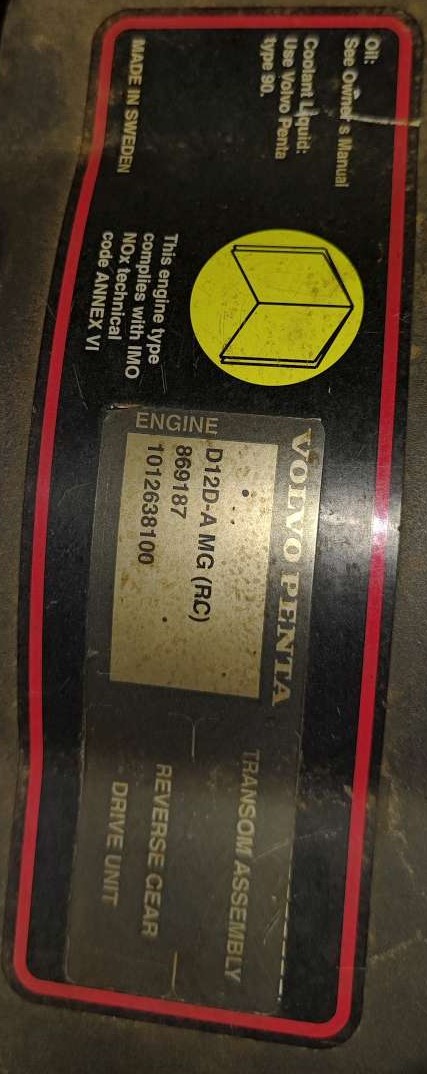 Oil:
See Owner's Manual
Coolant Liquid:
Use Volvo Penta
type 90.
MADE IN SWEDEN
This engine type
complies with IMO
NOx technical
code ANNEX VI
VOLVO PENTA
ENGINE
D12D-A MG (RC)
869187
1012638100
TRANSOM ASSEMBLY
REVERSE GEAR
DRIVE UNIT